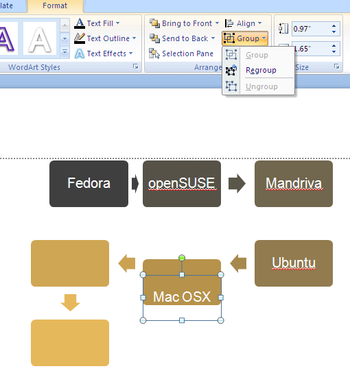 late Format
Text Fill
Text Outline
Text Effects
WordArt Styles
Bring to Front
Send to Back
Selection Pane
Arrange
Align
Group
Group
Regroup
Ungroup
0.97"
1.65"
Size
Fedora
openSUSE
Mandriva
Mac OSX
Ubuntu